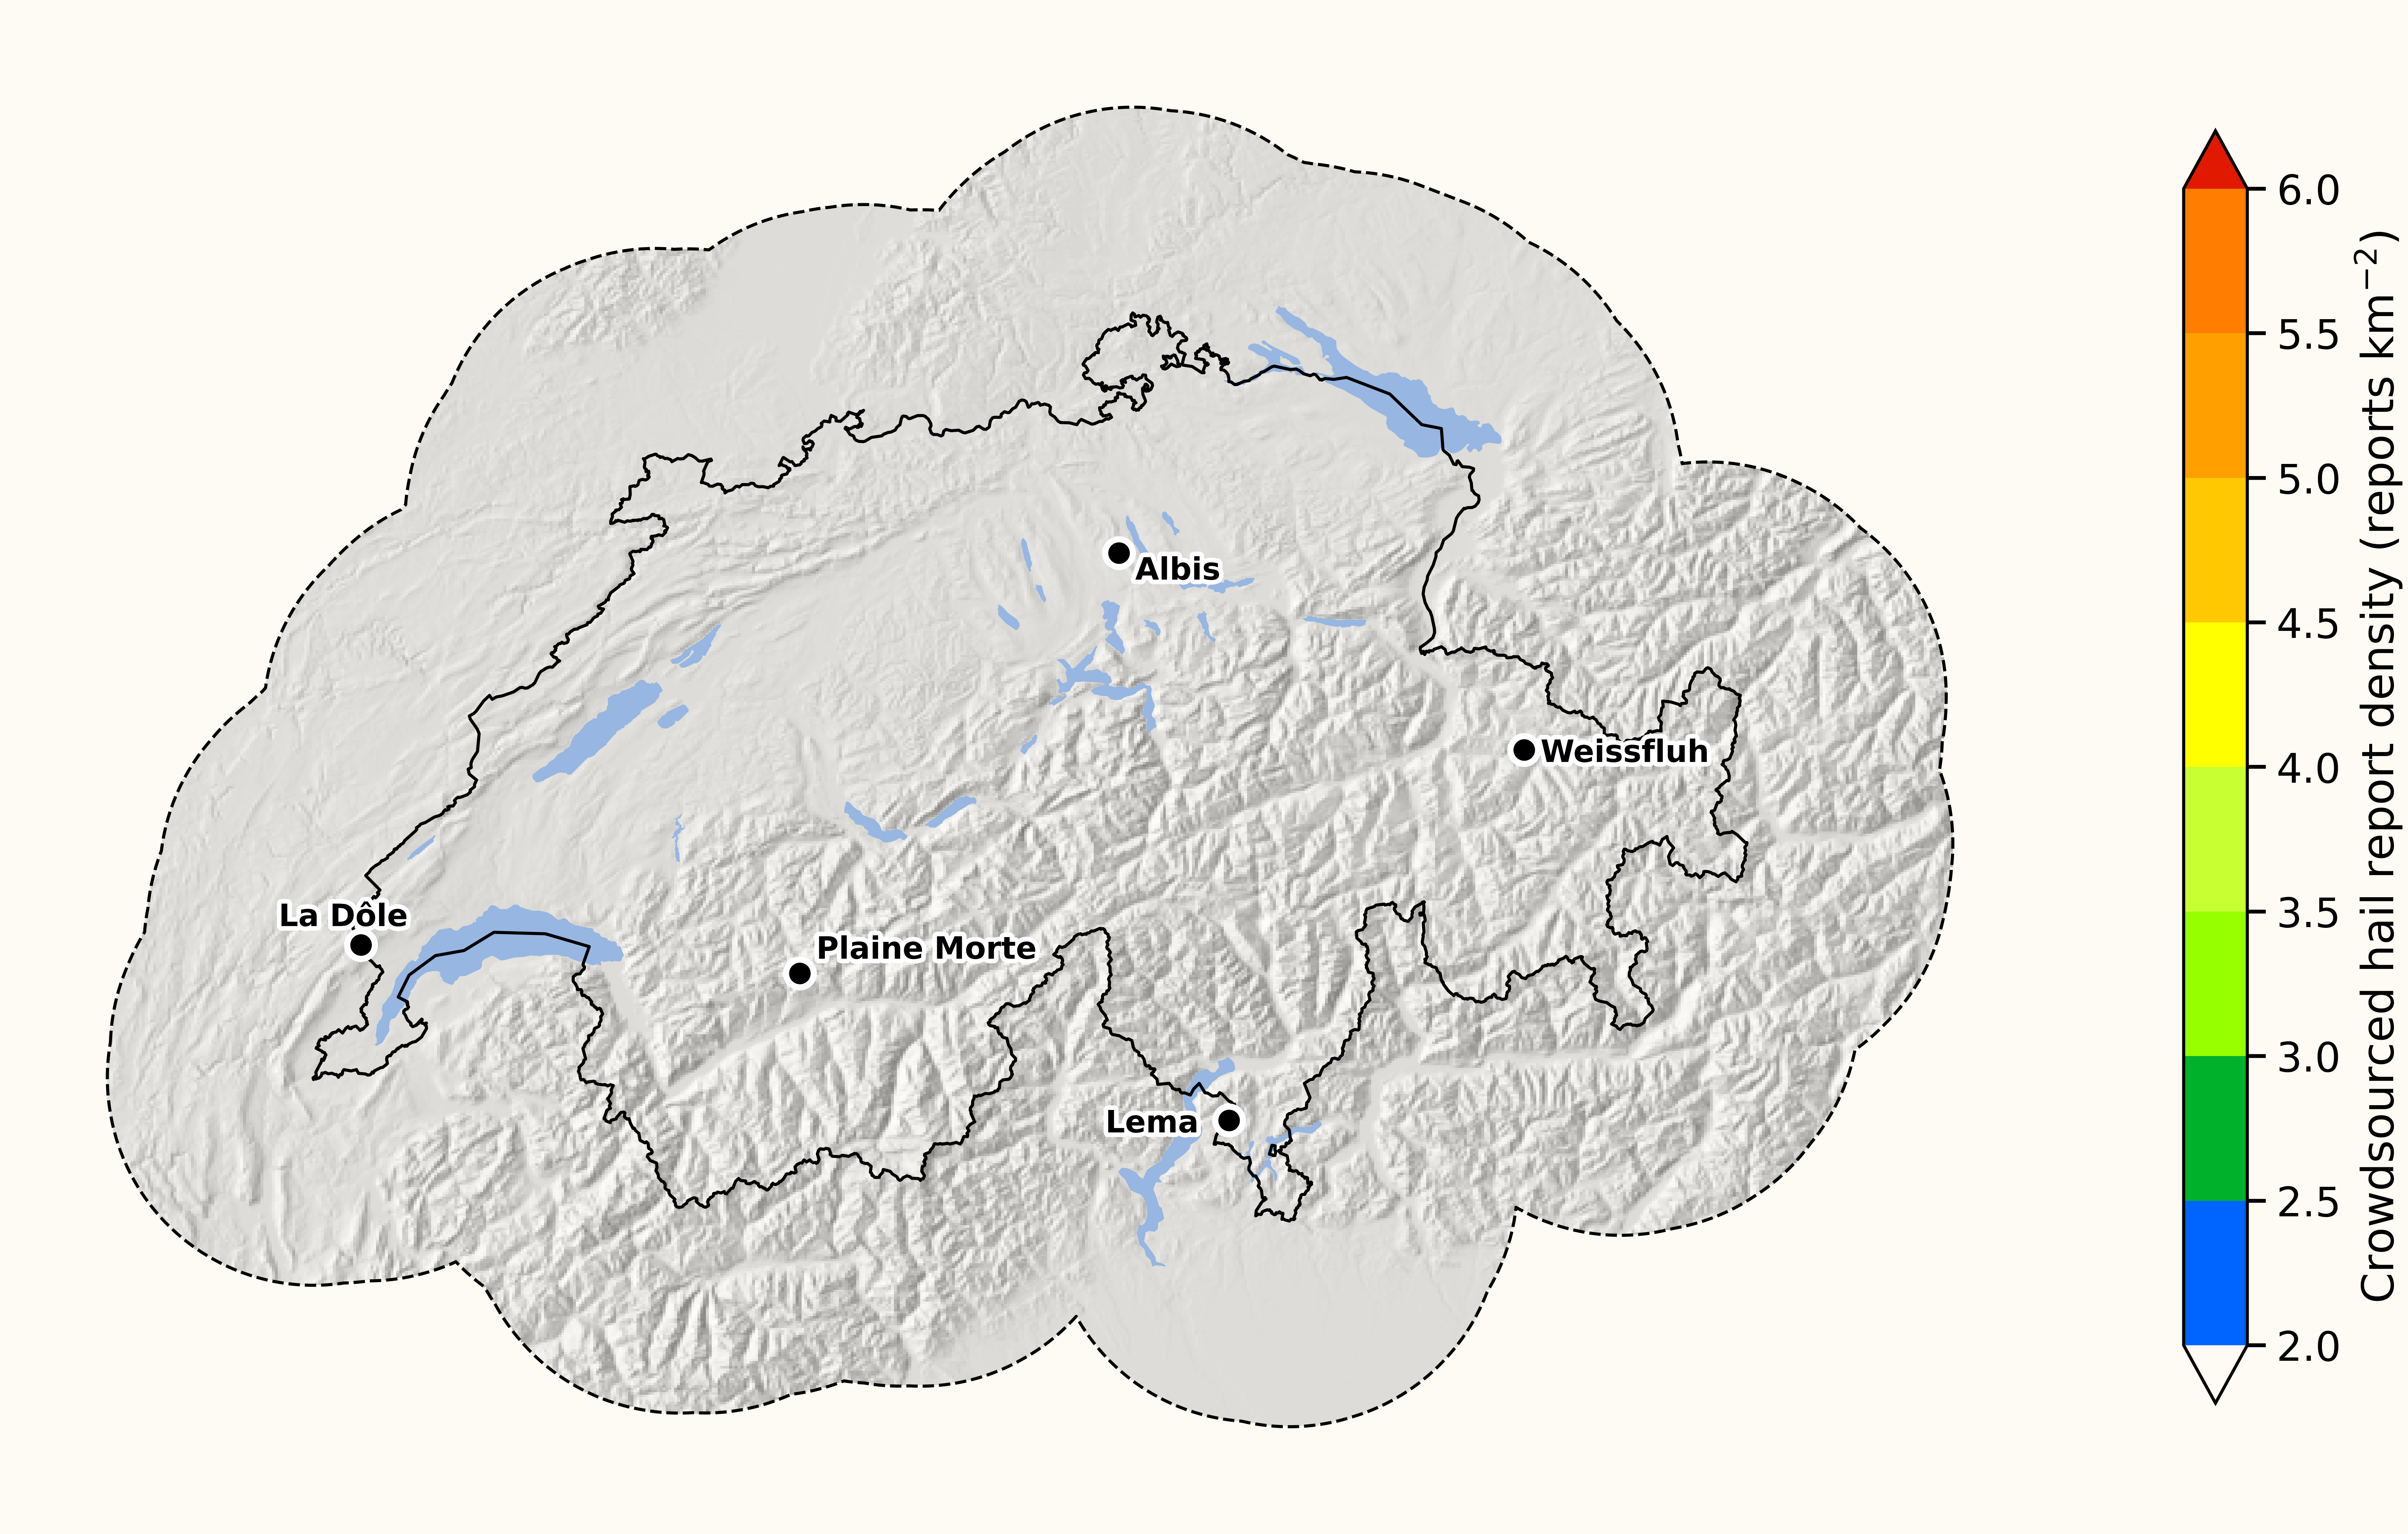 Albis
Weissfluh
La Dôle
Plaine Morte
Lema
6.0
5.5
5.0
4.5
4.0
3.5
3.0
2.5
2.0
Crowdsourced hail report density (reports km⁻²)